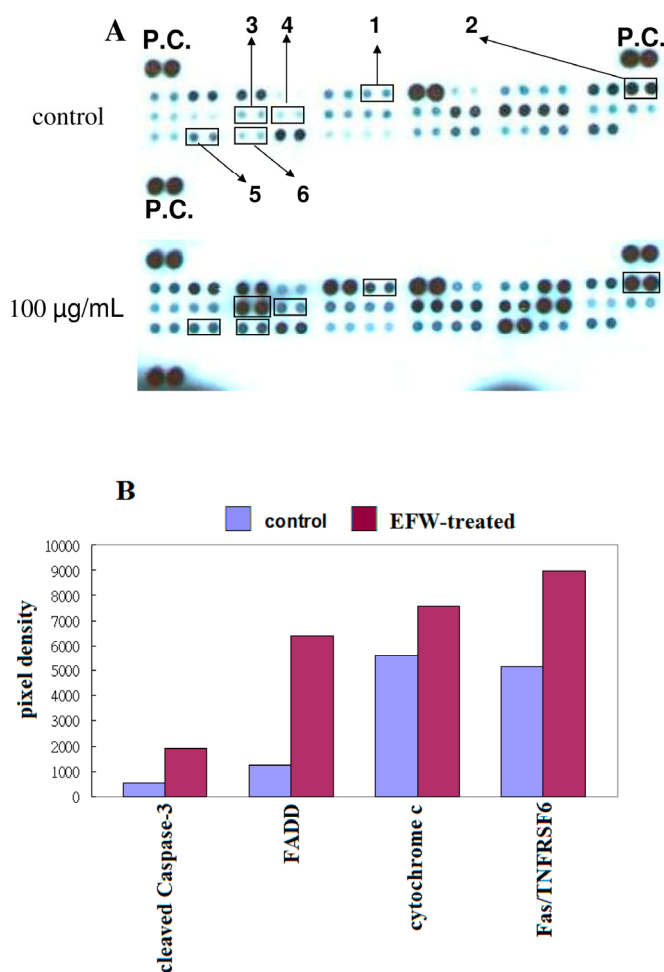 A
P.C.
3
4
1
2
P.C.
control
5
6
P.C.
100 µg/mL
B
control
EFW-treated
10000
9000
8000
7000
6000
5000
4000
3000
2000
1000
0
pixel density
cleaved Caspase-3
FADD
cytochrome c
Fas/TNFRSF6